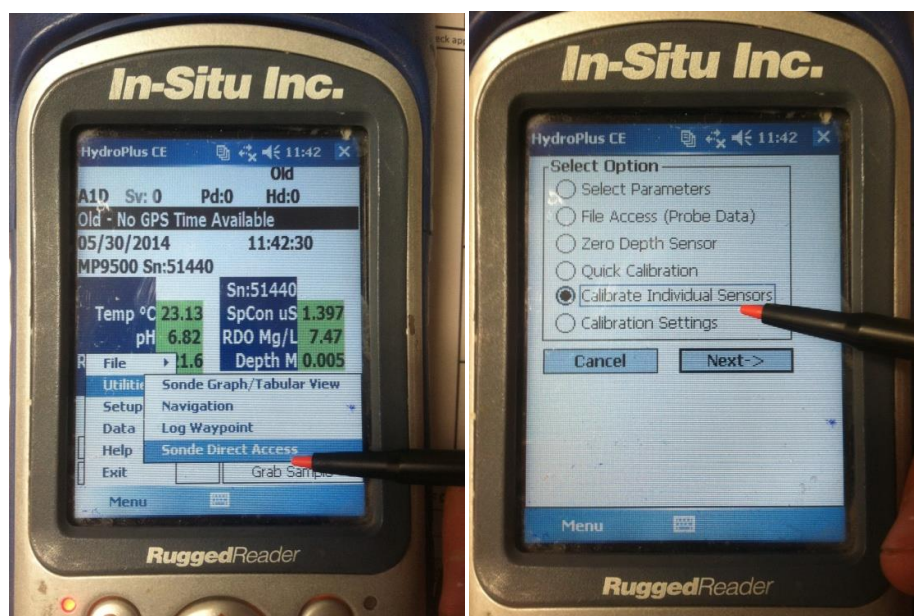 In-Situ Inc.
HydroPlus CE 11:42
Old
A1D Sv: 0 Pd:0 Hd:0
Old - No GPS Time Available
05/30/2014 11:42:30
MP9500 Sn:51440
Sn:51440
Temp ºC 23.13 SpCon uS 1.397
pH 6.82 RDO Mg/L 7.47
Depth M 0.005
File
Utilitie Sonde Graph/Tabular View
Setup Navigation
Data Log Waypoint
Help Sonde Direct Access
Exit Grab Sample
Menu
RuggedReader
In-Situ Inc.
HydroPlus CE 11:42
Select Option
Select Parameters
File Access (Probe Data)
Zero Depth Sensor
Quick Calibration
Calibrate Individual Sensors
Calibration Settings
Cancel Next->
Menu
RuggedReader